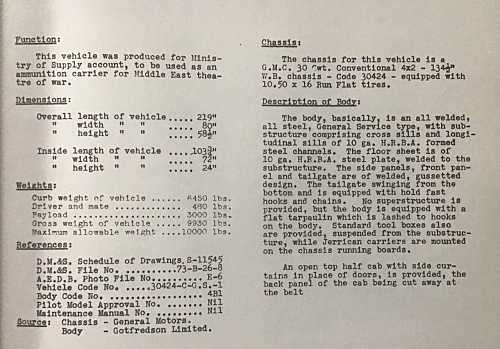 Function:
This vehicle was produced for Minis-
try of Supply account, to be used as an
ammunition carrier for Middle East thea-
tre of war.
Dimensions:
Overall length of vehicle..... 219"
" width " " ..... 80"
" height " " ..... 58½"
Inside length of vehicle .....103¾"
" width " " ..... 72"
" height " " ..... 24"
Weights:
Curb weight of vehicle ..... 6450 lbs.
Driver and mate ............ 480 lbs.
Payload .................... 3000 lbs.
Gross weight of vehicle .... 9930 lbs.
Maximum allowable weight ....10000 lbs.
References:
D.M.&S. Schedule of Drawings.S-11545
D.M.&S. File No. ........73-B-26-8
A.E.D.B. Photo File No. ...... E-6
Vehicle Code No. ....30424-C-G.S.-1
Body Code No. ............. 4B1
Pilot Model Approval No. ..... Nil
Maintenance Manual No. ....... Nil
Source: Chassis - General Motors.
Body - Gotfredson Limited.
Chassis:
The chassis for this vehicle is a
G.M.C. 30 cwt. Conventional 4x2 - 134½"
W.B. chassis - Code 30424 - equipped with
10.50 x 16 Run Flat tires.
Description of Body:
The body, basically, is an all welded,
all steel, General Service type, with sub-
structure comprising cross sills and longi-
tudinal sills of 10 ga. H.R.B.A. formed
steel channels. The floor sheet is of
10 ga. H.R.B.A. steel plate, welded to the
substructure. The side panels, front pan-
el and tailgate are of welded, gussetted
design. The tailgate swinging from the
bottom and is equipped with hold fast
hooks and chains. No superstructure is
provided, but the body is equipped with a
flat tarpaulin which is lashed to hooks
on the body. Standard tool boxes also
are provided, suspended from the substruc-
ture, while Jerrican carriers are mounted
on the chassis running boards.
An open top half cab with side cur-
tains in place of doors, is provided, the
back panel of the cab being cut away at
the belt